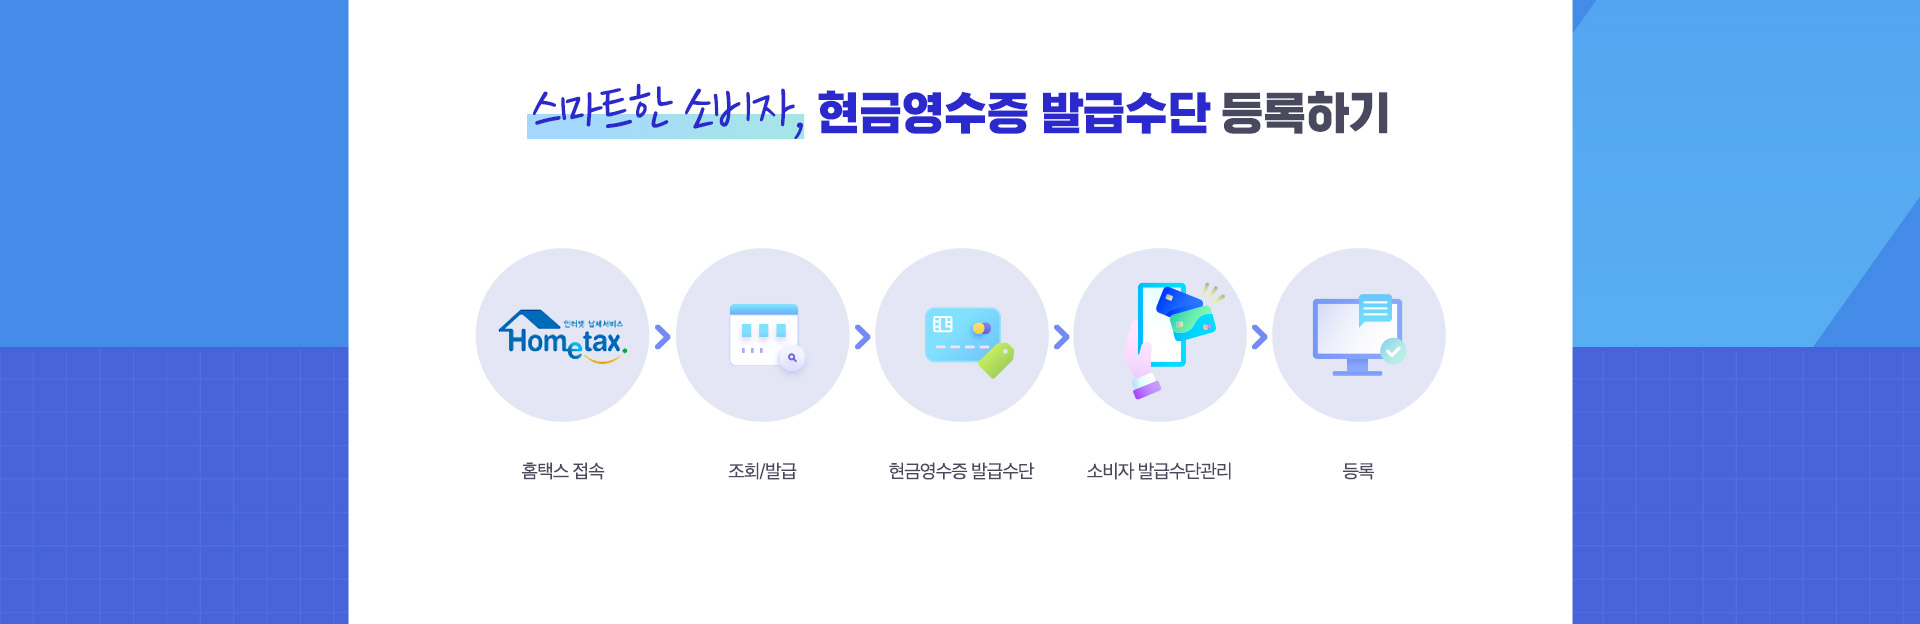 스마트한 소비자, 현금영수증 발급수단 등록하기
인터넷 납세서비스
Hometax.
홈택스 접속
조회/발급
현금영수증 발급수단
소비자 발급수단관리
등록